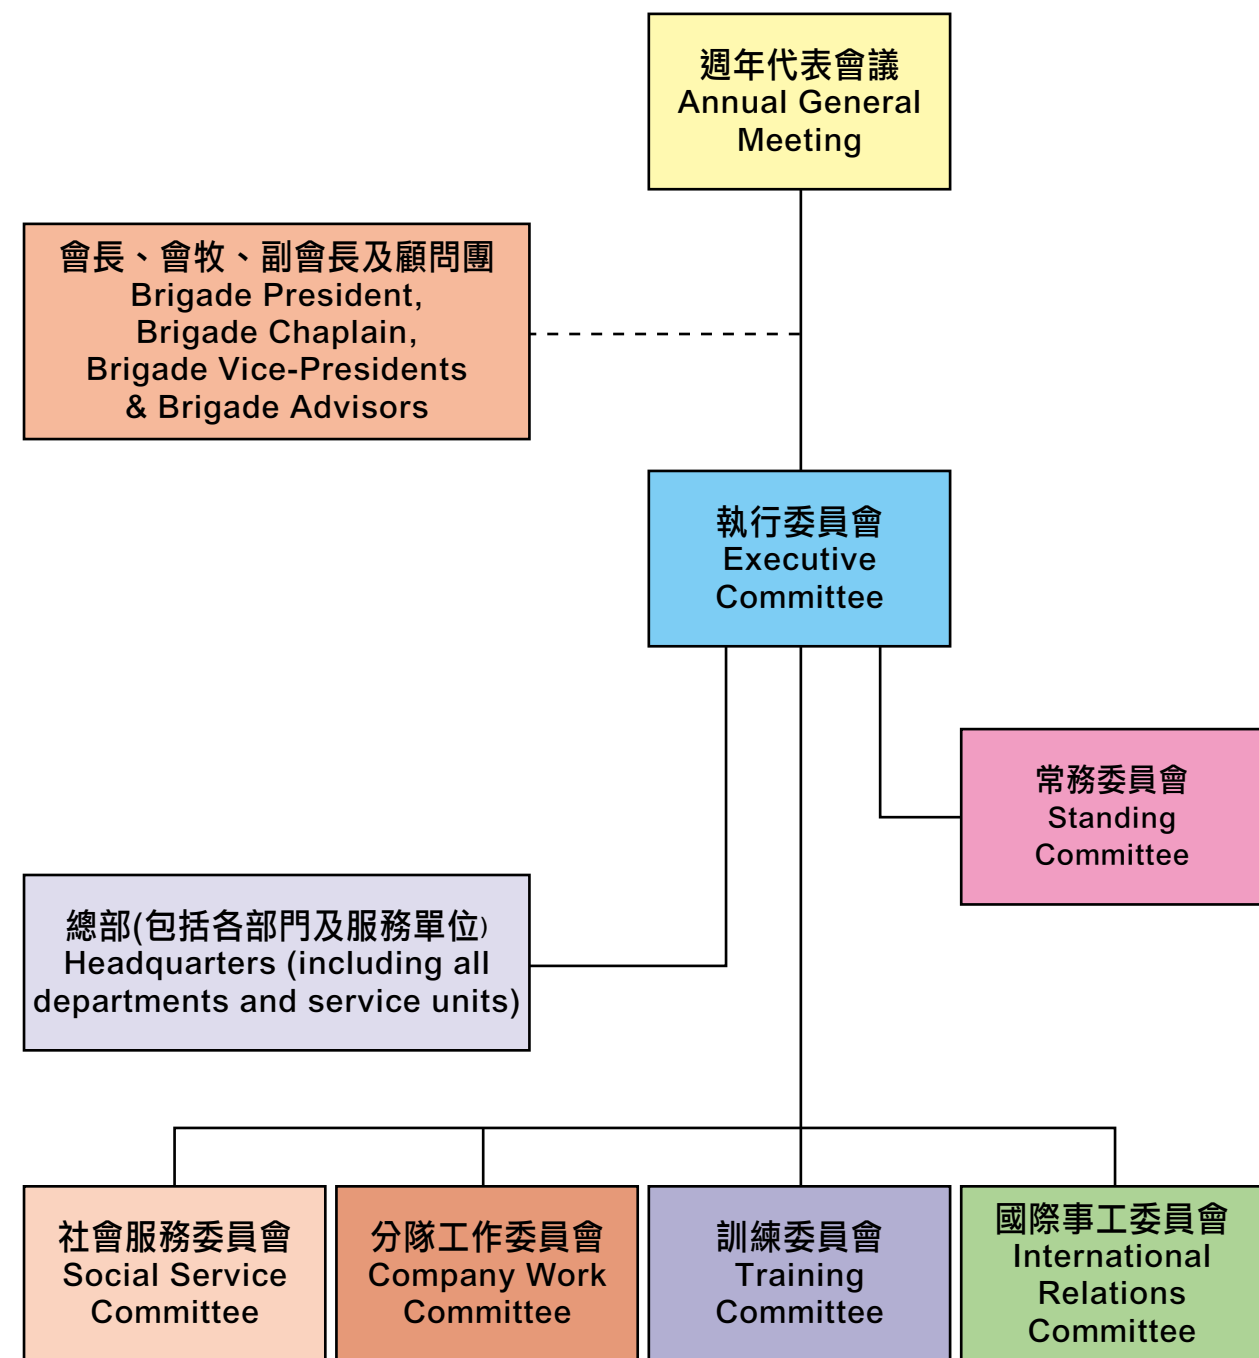 週年代表會議
Annual General
Meeting
會長、會牧、副會長及顧問團
Brigade President,
Brigade Chaplain,
Brigade Vice-Presidents
& Brigade Advisors
執行委員會
Executive
Committee
常務委員會
Standing
Committee
總部(包括各部門及服務單位)
Headquarters (including all
departments and service units)
社會服務委員會
Social Service
Committee
分隊工作委員會
Company Work
Committee
訓練委員會
Training
Committee
國際事工委員會
International
Relations
Committee